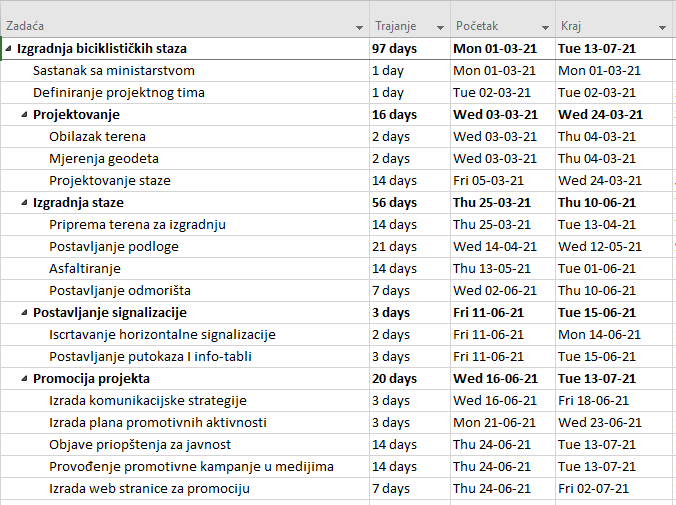 Zadaća Trajanje Početak Kraj
Izgradnja biciklističkih staza 97 days Mon 01-03-21 Tue 13-07-21
Sastanak sa ministarstvom 1 day Mon 01-03-21 Mon 01-03-21
Definiranje projektnog tima 1 day Tue 02-03-21 Tue 02-03-21
Projektovanje 16 days Wed 03-03-21 Wed 24-03-21
Obilazak terena 2 days Wed 03-03-21 Thu 04-03-21
Mjerenja geodeta 2 days Wed 03-03-21 Thu 04-03-21
Projektovanje staze 14 days Fri 05-03-21 Wed 24-03-21
Izgradnja staze 56 days Thu 25-03-21 Thu 10-06-21
Priprema terena za izgradnju 14 days Thu 25-03-21 Tue 13-04-21
Postavljanje podloge 21 days Wed 14-04-21 Wed 12-05-21
Asfaltiranje 14 days Thu 13-05-21 Tue 01-06-21
Postavljanje odmorišta 7 days Wed 02-06-21 Thu 10-06-21
Postavljanje signalizacije 3 days Fri 11-06-21 Tue 15-06-21
Iscrtavanje horizontalne signalizacije 2 days Fri 11-06-21 Mon 14-06-21
Postavljanje putokaza I info-tabli 3 days Fri 11-06-21 Tue 15-06-21
Promocija projekta 20 days Wed 16-06-21 Tue 13-07-21
Izrada komunikacijske strategije 3 days Wed 16-06-21 Fri 18-06-21
Izrada plana promotivnih aktivnosti 3 days Mon 21-06-21 Wed 23-06-21
Objave priopštenja za javnost 14 days Thu 24-06-21 Tue 13-07-21
Provođenje promotivne kampanje u medijima 14 days Thu 24-06-21 Tue 13-07-21
Izrada web stranice za promociju 7 days Thu 24-06-21 Fri 02-07-21